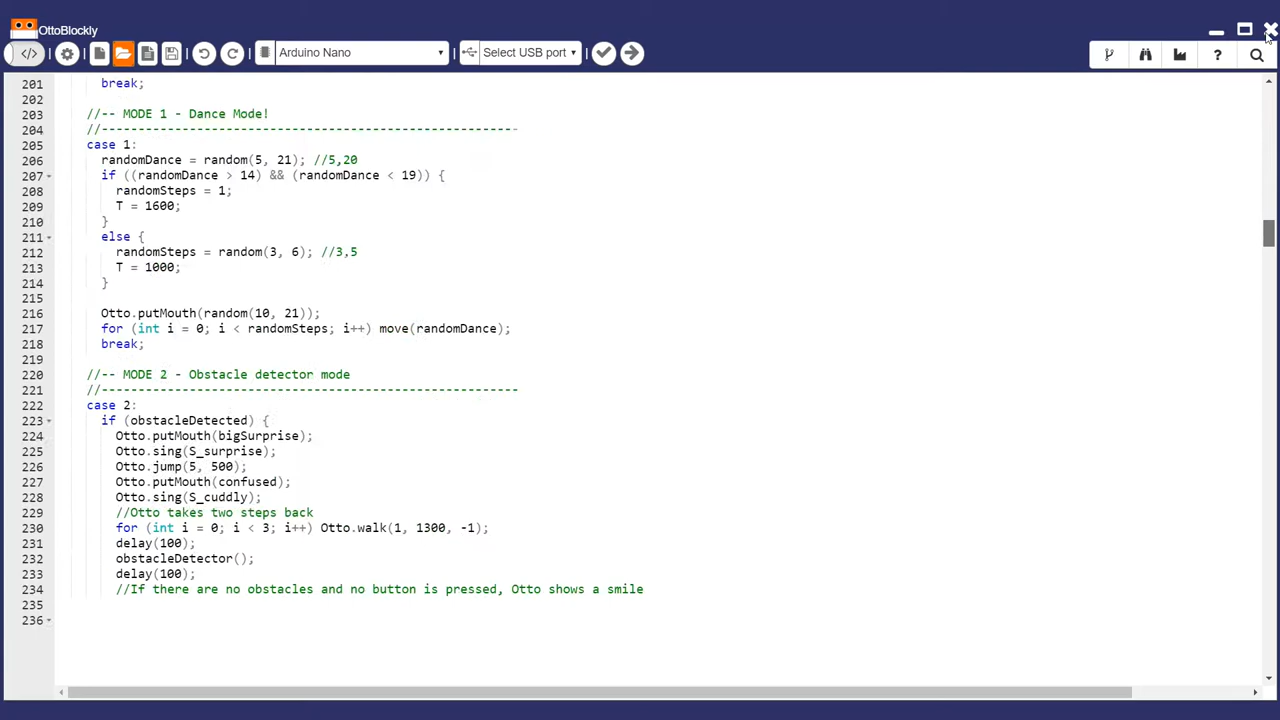 OttoBlockly
</> Arduino Nano Select USB port ?
201 break;
202
203 //-- MODE 1 - Dance Mode!
204 //---------------------------------------------------------
205 case 1:
206 randomDance = random(5, 21); //5,20
207 if ((randomDance > 14) && (randomDance < 19)) {
208 randomSteps = 1;
209 T = 1600;
210 }
211 else {
212 randomSteps = random(3, 6); //3,5
213 T = 1000;
214 }
215
216 Otto.putMouth(random(10, 21));
217 for (int i = 0; i < randomSteps; i++) move(randomDance);
218 break;
219
220 //-- MODE 2 - Obstacle detector mode
221 //---------------------------------------------------------
222 case 2:
223 if (obstacleDetected) {
224 Otto.putMouth(bigSurprise);
225 Otto.sing(S_surprise);
226 Otto.jump(5, 500);
227 Otto.putMouth(confused);
228 Otto.sing(S_cuddly);
229 //Otto takes two steps back
230 for (int i = 0; i < 3; i++) Otto.walk(1, 1300, -1);
231 delay(100);
232 obstacleDetector();
233 delay(100);
234 //If there are no obstacles and no button is pressed, Otto shows a smile
235
236